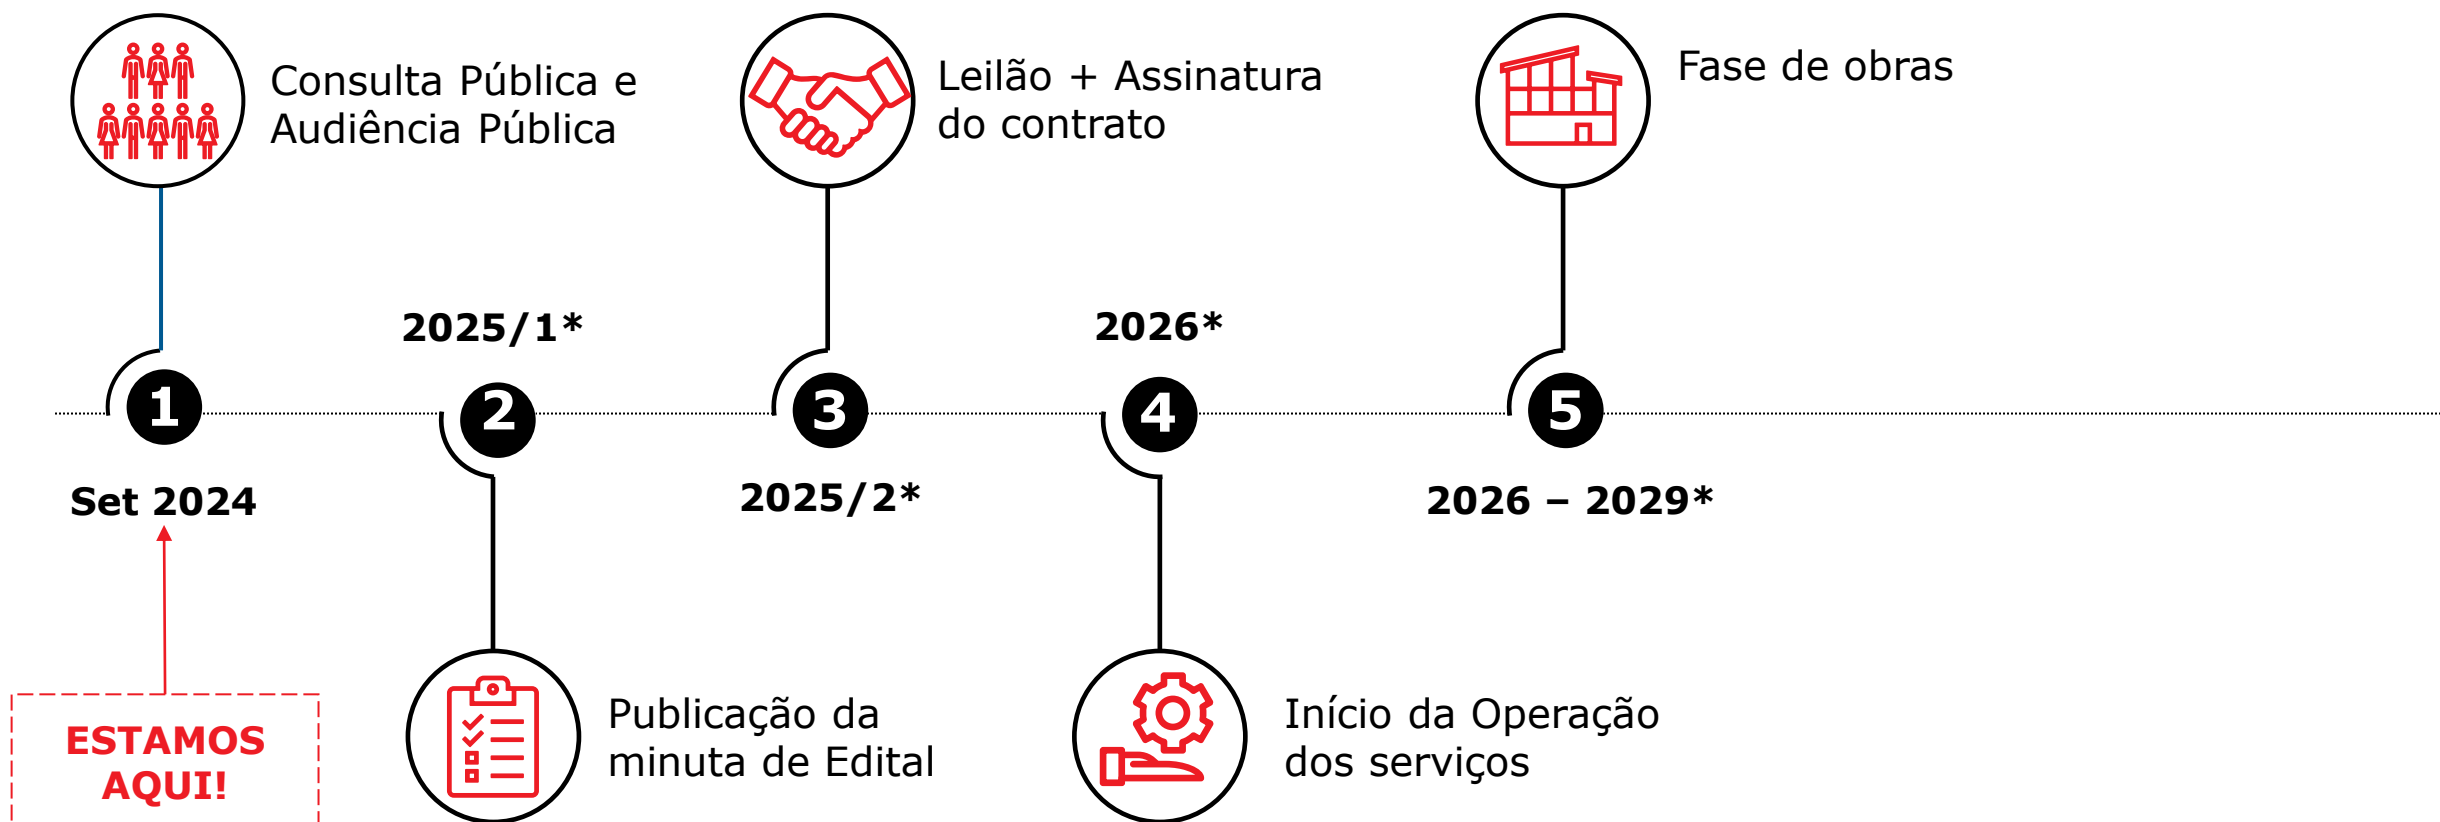 Consulta Pública e
Audiência Pública
1
Set 2024
ESTAMOS
AQUI!
2025/1*
2
Publicação da
minuta de Edital
Leilão + Assinatura
do contrato
3
2025/2*
2026*
4
Início da Operação
dos serviços
Fase de obras
5
2026 – 2029*